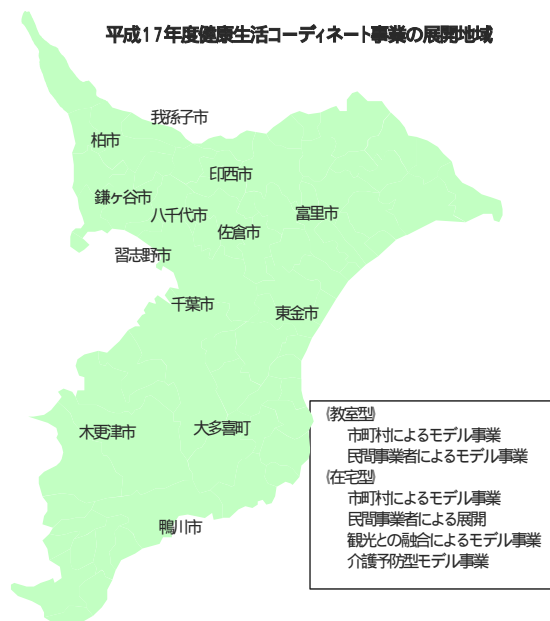 平成17年度健康生活コーディネート事業の展開地域
我孫子市
柏市
印西市
鎌ヶ谷市
八千代市
富里市
佐倉市
習志野市
千葉市
東金市
木更津市
大多喜町
鴨川市
(教室型)
市町村によるモデル事業
民間事業者によるモデル事業
(在宅型)
市町村によるモデル事業
民間事業者による展開
観光との融合によるモデル事業
介護予防型モデル事業